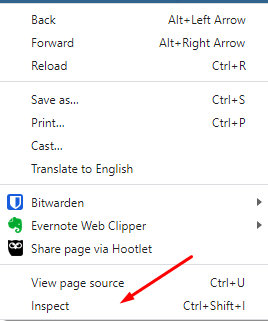 Back Alt+Left Arrow
Forward Alt+Right Arrow
Reload Ctrl+R
Save as... Ctrl+S
Print... Ctrl+P
Cast...
Translate to English
Bitwarden
Evernote Web Clipper
Share page via Hootlet
View page source Ctrl+U
Inspect Ctrl+Shift+I